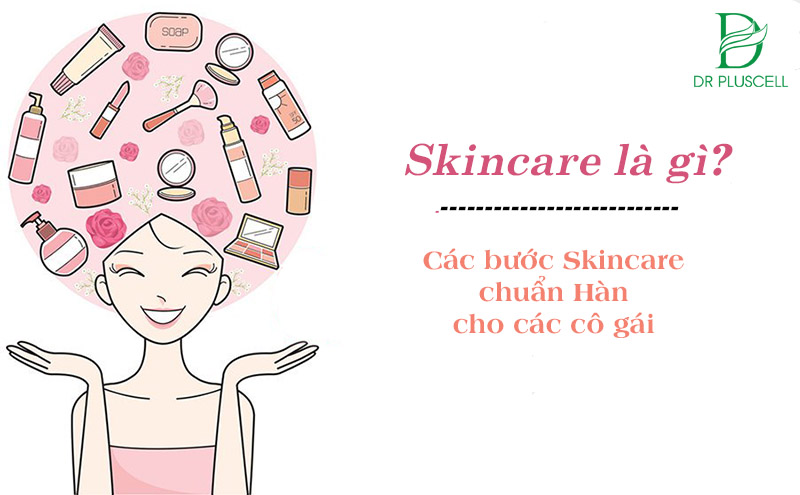 SOAP
DR PLUSCELL
Skincare là gì?
Các bước Skincare
chuẩn Hàn
cho các cô gái